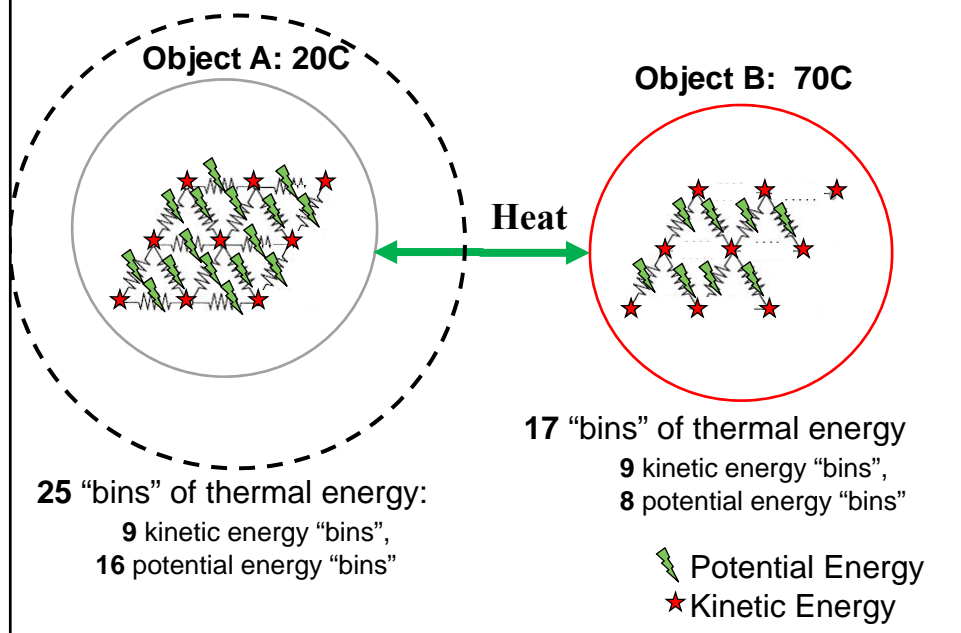 Object A: 20C
Object B:  70C
Heat
17 “bins” of thermal energy
9 kinetic energy “bins”,
8 potential energy “bins”
25 “bins” of thermal energy:
9 kinetic energy “bins”,
16 potential energy “bins”
Potential Energy
Kinetic Energy